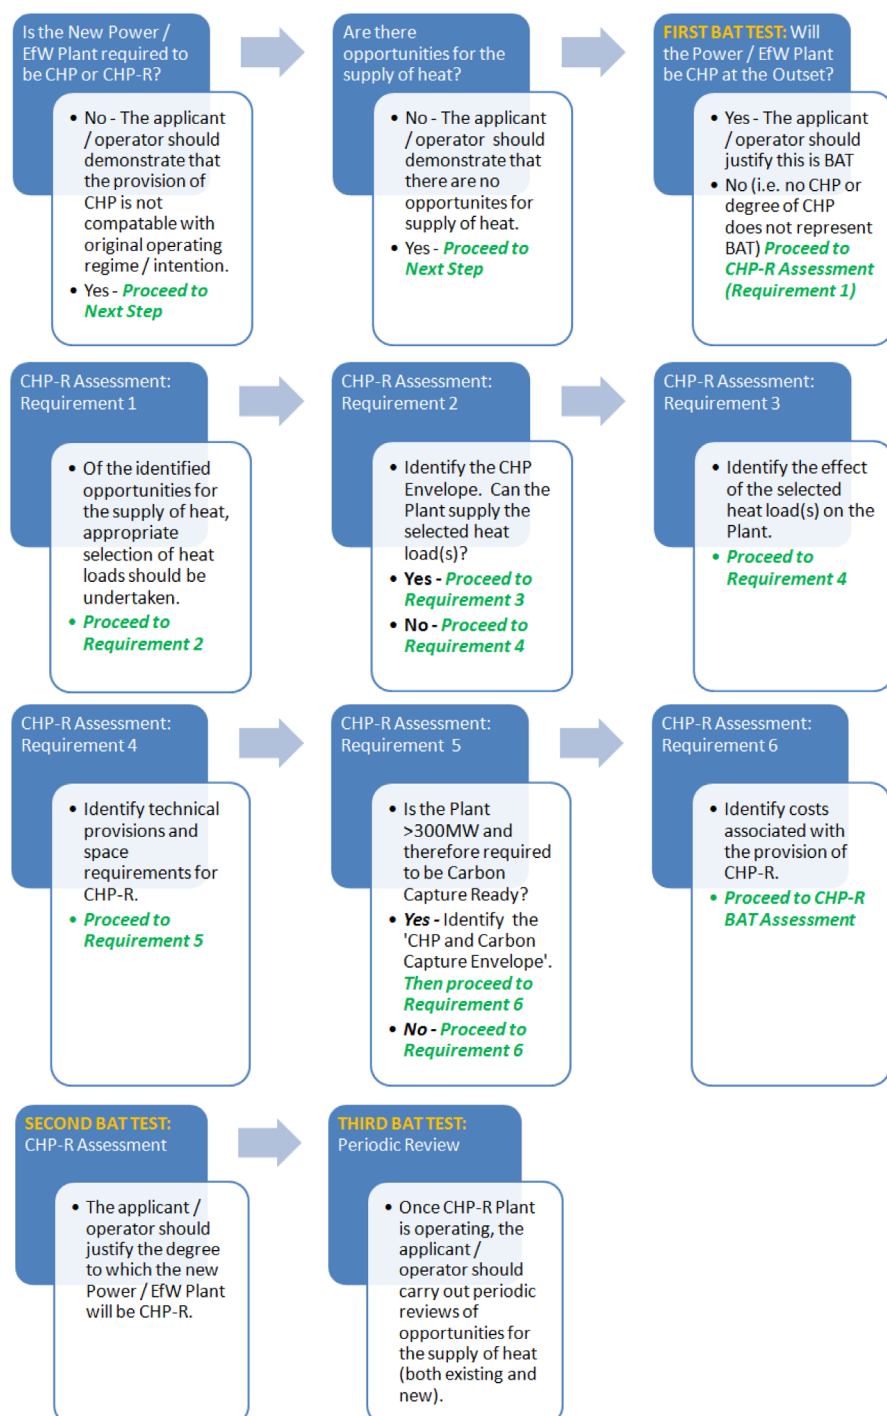 Is the New Power /
EfW Plant required to
be CHP or CHP-R?
• No - The applicant
/ operator should
demonstrate that
the provision of
CHP is not
compatable with
original operating
regime / intention.
• Yes - Proceed to
Next Step
Are there
opportunities for the
supply of heat?
• No - The applicant
/ operator should
demonstrate that
there are no
opportunites for
supply of heat.
• Yes - Proceed to
Next Step
FIRST BAT TEST: Will
the Power / EfW Plant
be CHP at the Outset?
• Yes - The applicant
/ operator should
justify this is BAT
• No (i.e. no CHP or
degree of CHP
does not represent
BAT) Proceed to
CHP-R Assessment
(Requirement 1)
CHP-R Assessment:
Requirement 1
• Of the identified
opportunities for
the supply of heat,
appropriate
selection of heat
loads should be
undertaken.
• Proceed to
Requirement 2
CHP-R Assessment:
Requirement 2
• Identify the CHP
Envelope. Can the
Plant supply the
selected heat
load(s)?
• Yes - Proceed to
Requirement 3
• No - Proceed to
Requirement 4
CHP-R Assessment:
Requirement 3
• Identify the effect
of the selected
heat load(s) on the
Plant.
• Proceed to
Requirement 4
CHP-R Assessment:
Requirement 4
• Identify technical
provisions and
space
requirements for
CHP-R.
• Proceed to
Requirement 5
CHP-R Assessment:
Requirement 5
• Is the Plant
>300MW and
therefore required
to be Carbon
Capture Ready?
• Yes - Identify the
'CHP and Carbon
Capture Envelope'.
Then proceed to
Requirement 6
• No - Proceed to
Requirement 6
CHP-R Assessment:
Requirement 6
• Identify costs
associated with
the provision of
CHP-R.
• Proceed to CHP-R
BAT Assessment
SECOND BAT TEST:
CHP-R Assessment
• The applicant /
operator should
justify the degree
to which the new
Power / EfW Plant
will be CHP-R.
THIRD BAT TEST:
Periodic Review
• Once CHP-R Plant
is operating, the
applicant /
operator should
carry out periodic
reviews of
opportunities for
the supply of heat
(both existing and
new).